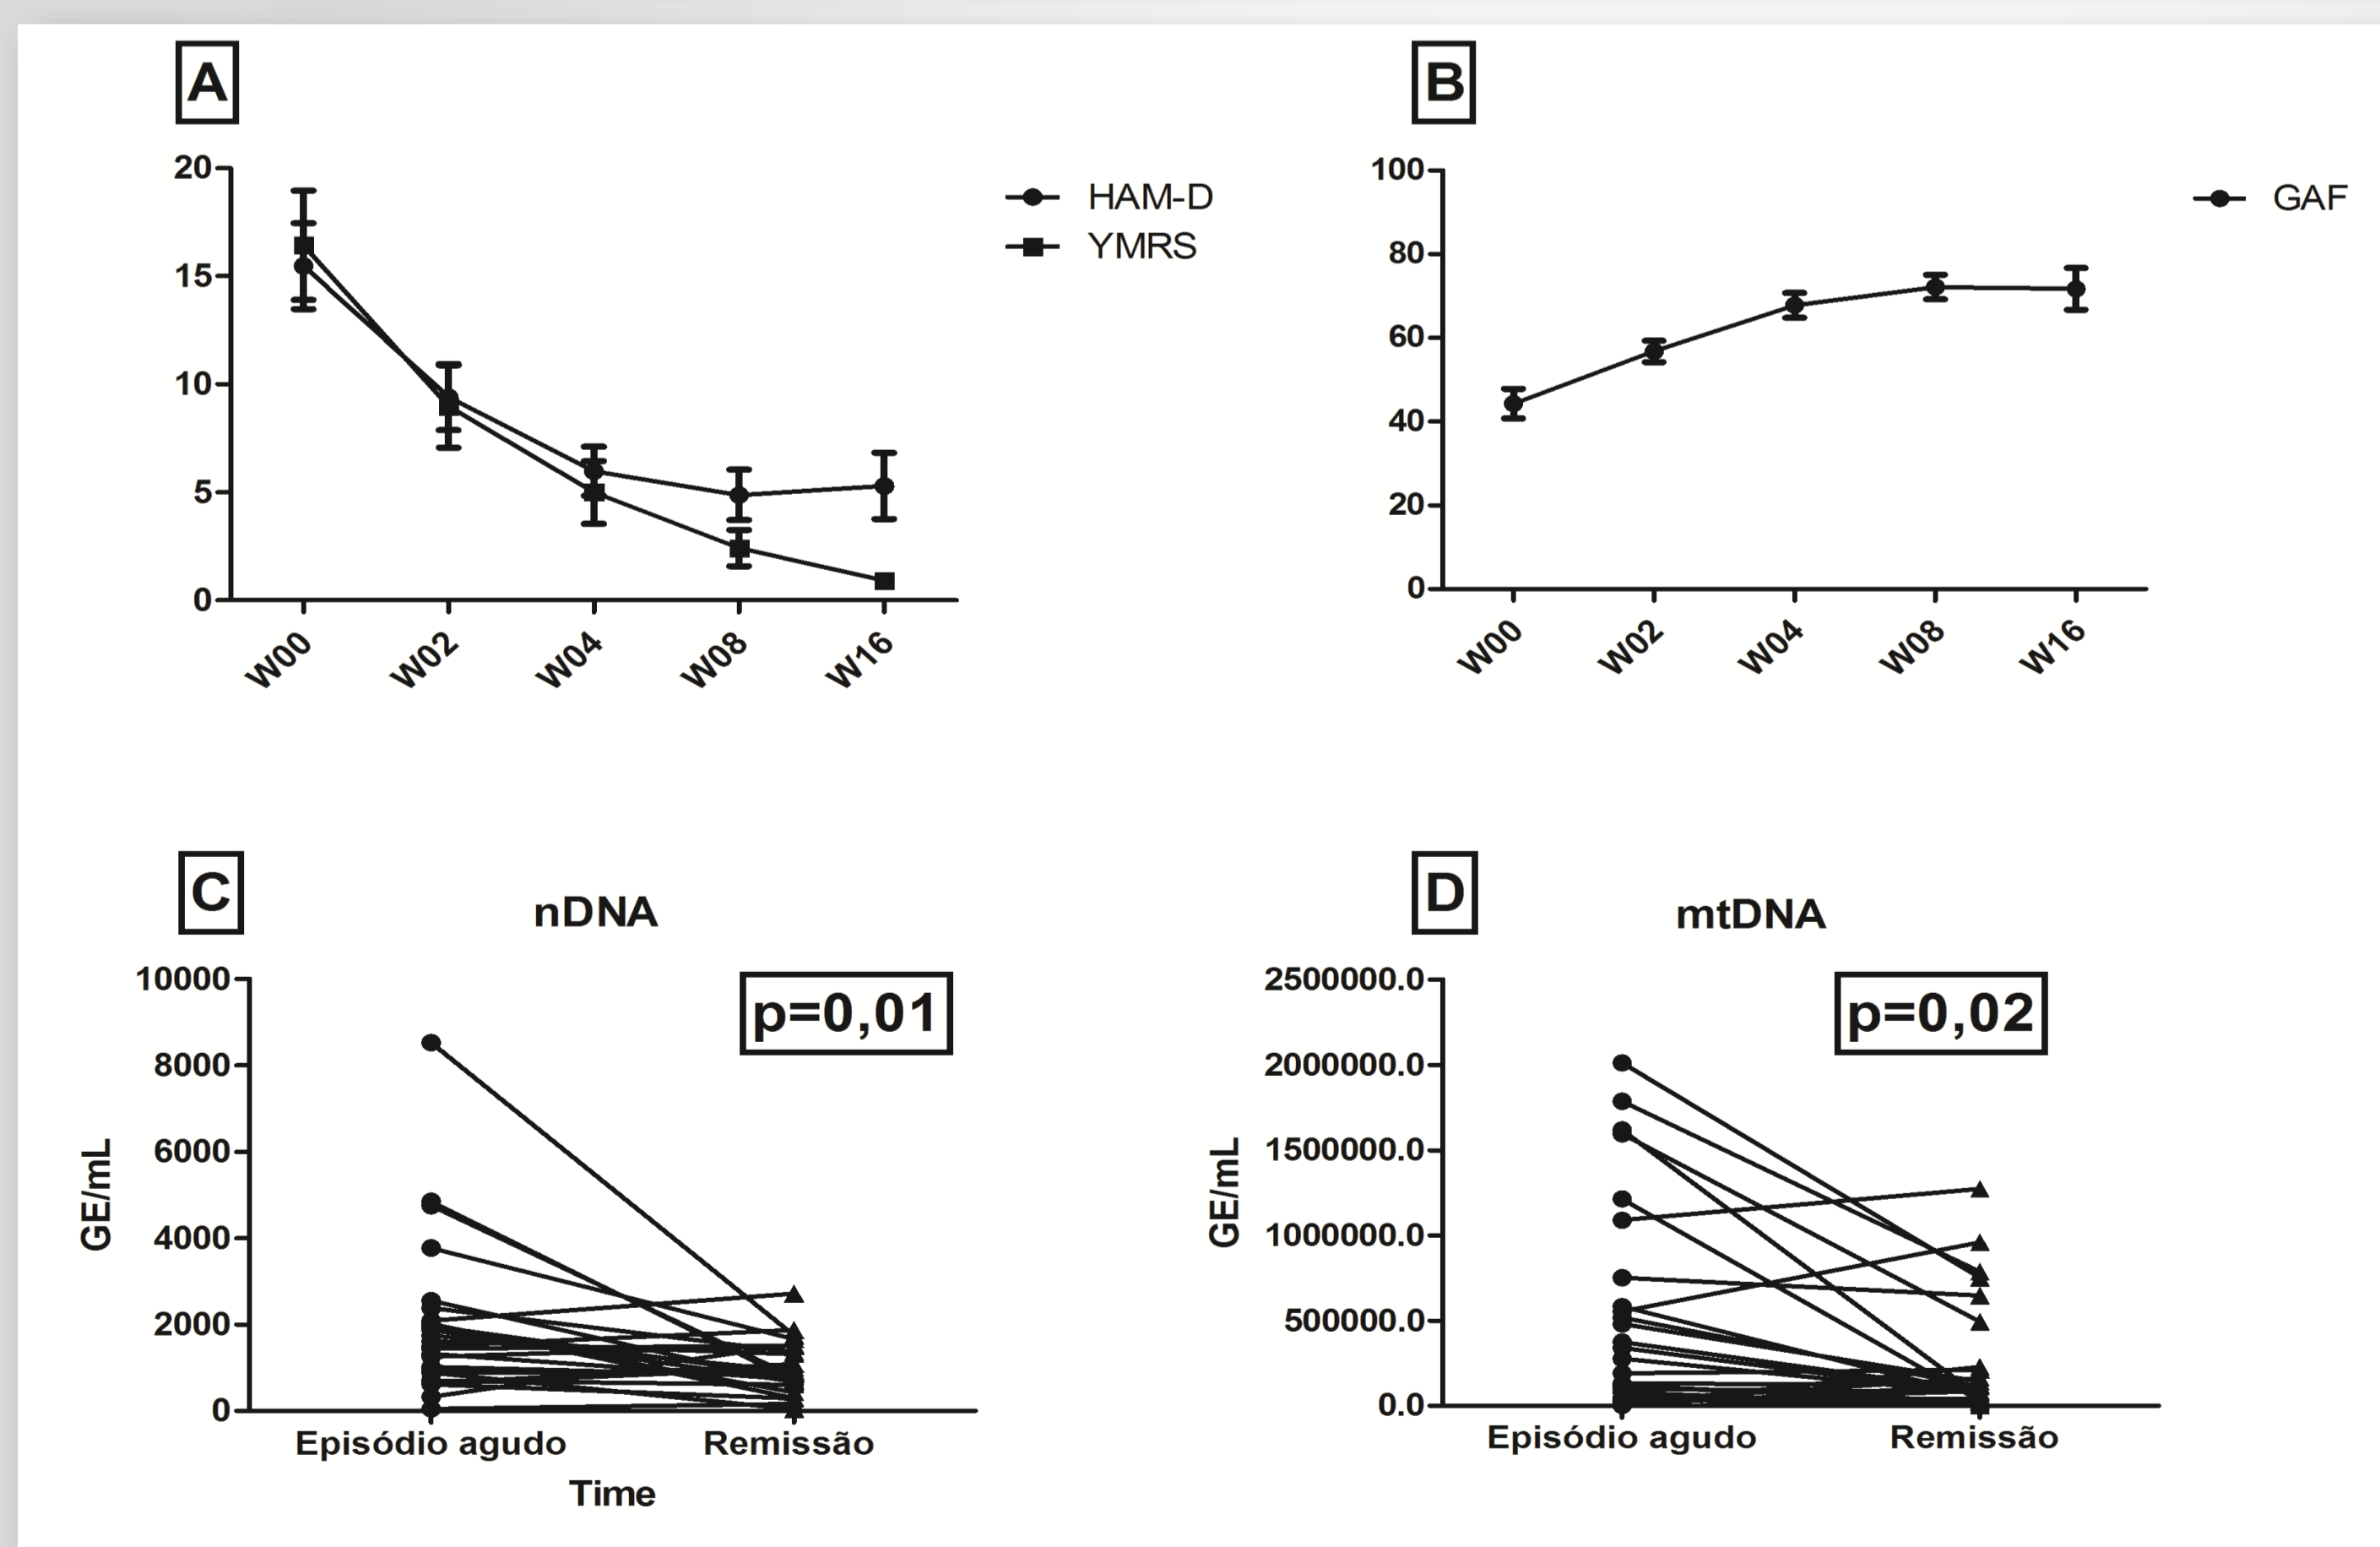 A
20
15
10
5
0
W00
W02
W04
W08
W16
HAM-D
YMRS
B
100
80
60
40
20
0
W00
W02
W04
W08
W16
GAF
C
nDNA
p=0,01
GE/mL
10000
8000
6000
4000
2000
0
Episódio agudo
Remissão
Time
D
mtDNA
p=0,02
GE/mL
2500000.0
2000000.0
1500000.0
1000000.0
500000.0
0.0
Episódio agudo
Remissão